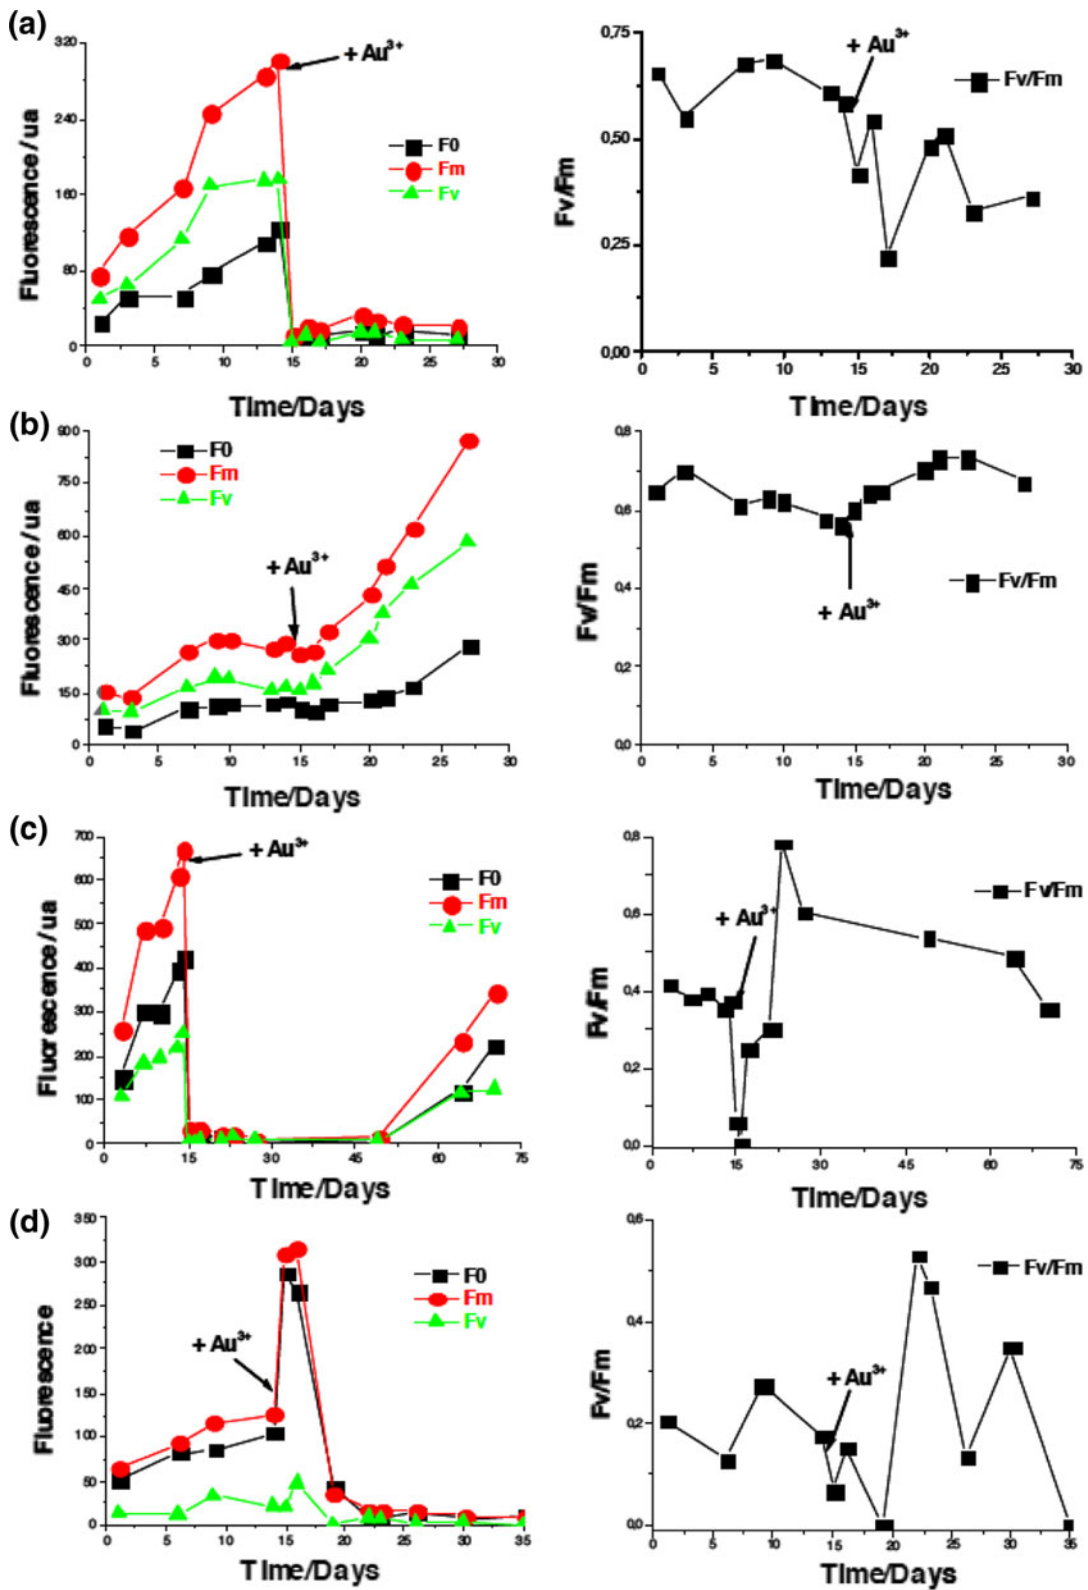 (a)
320
240
160
80
0
Fluorescence/ua
+ Au³⁺
F0
Fm
Fv
0 5 10 15 20 25 30
Time/Days
0,75
0,50
0,25
0,00
Fv/Fm
+ Au³⁺
Fv/Fm
0 5 10 15 20 25 30
Time/Days
(b)
900
750
600
450
300
150
0
Fluorescence/ua
F0
Fm
Fv
+ Au³⁺
0 5 10 15 20 25 30
Time/Days
0,8
0,6
0,4
0,2
0,0
Fv/Fm
Fv/Fm
+ Au³⁺
0 5 10 15 20 25 30
Time/Days
(c)
700
600
500
400
300
200
100
0
Fluorescence/ua
+ Au³⁺
F0
Fm
Fv
0 15 30 45 60 75
Time/Days
0,8
0,6
0,4
0,2
0,0
Fv/Fm
+ Au³⁺
Fv/Fm
0 15 30 45 60 75
Time/Days
(d)
350
300
250
200
150
100
50
0
Fluorescence
F0
Fm
Fv
+ Au³⁺
0 5 10 15 20 25 30 35
Time/Days
0,6
0,4
0,2
0,0
Fv/Fm
Fv/Fm
+ Au³⁺
0 5 10 15 20 25 30 35
Time/Days